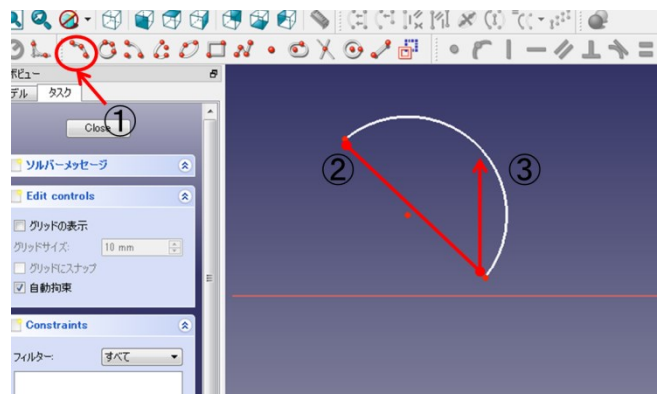 ①
ポビュー
デル タスク
Close
ソルバーメッセージ
②
③
Edit controls
グリッドの表示
グリッドサイズ: 10 mm
グリッドにスナップ
自動拘束
Constraints
フィルター: すべて